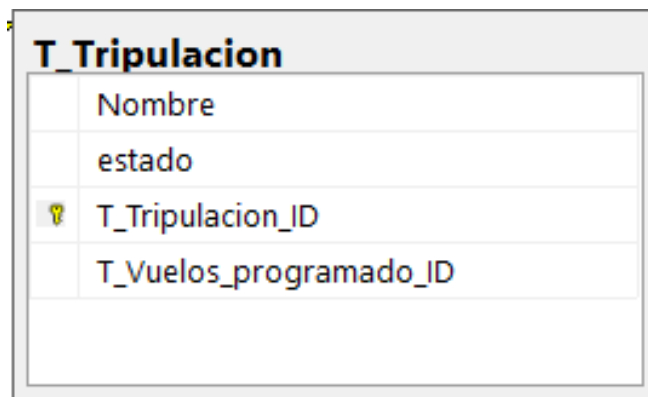 T_Tripulacion
Nombre
estado
T_Tripulacion_ID
T_Vuelos_programado_ID